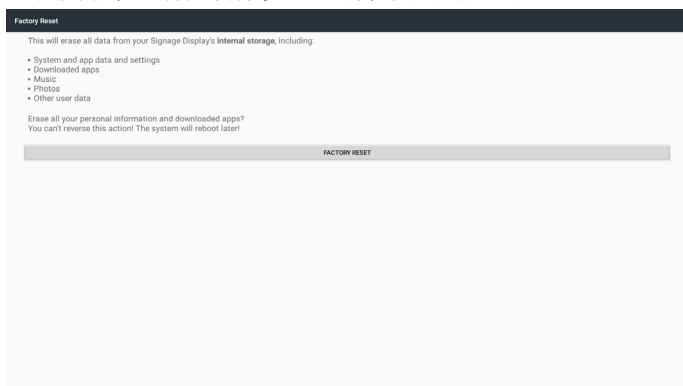 Factory Reset
This will erase all data from your Signage Display's internal storage, including:
• System and app data and settings
• Downloaded apps
• Music
• Photos
• Other user data
Erase all your personal information and downloaded apps?
You can't reverse this action! The system will reboot later!
FACTORY RESET